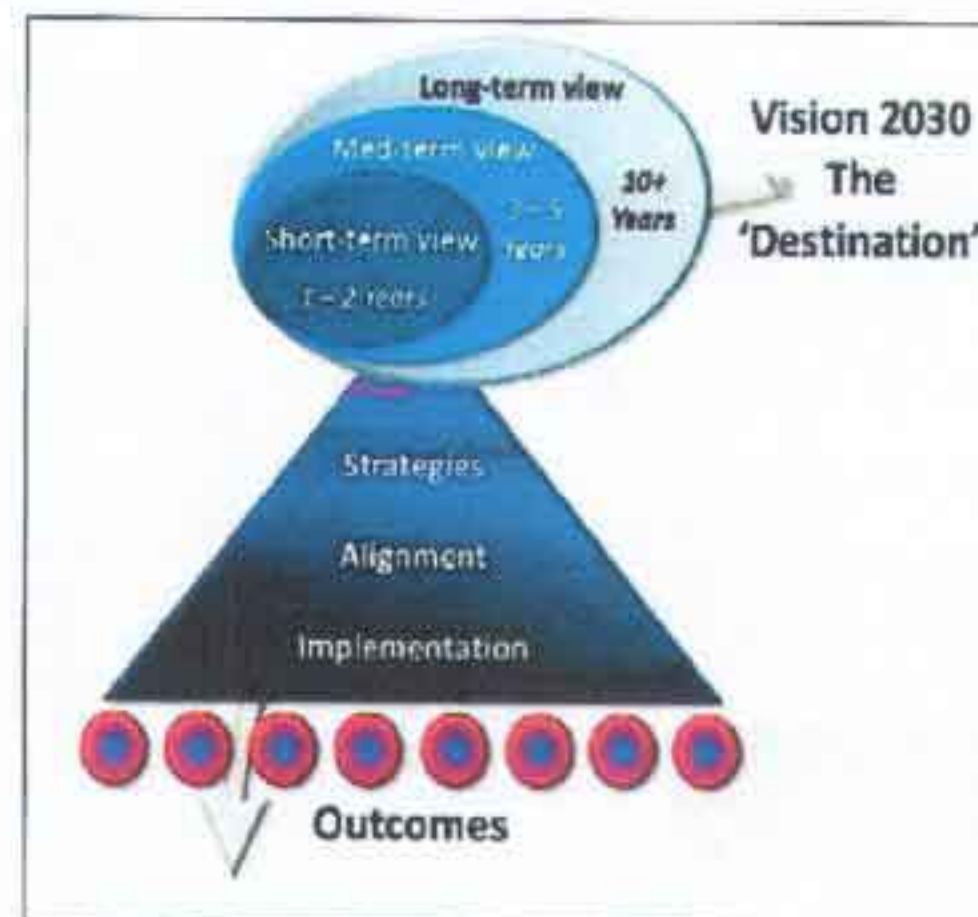 Long-term view
Med-term view
10+
Years
3 – 5
Years
Short-term view
1 – 2 Years
Vision 2030
The
'Destination'
Strategies
Alignment
Implementation
Outcomes